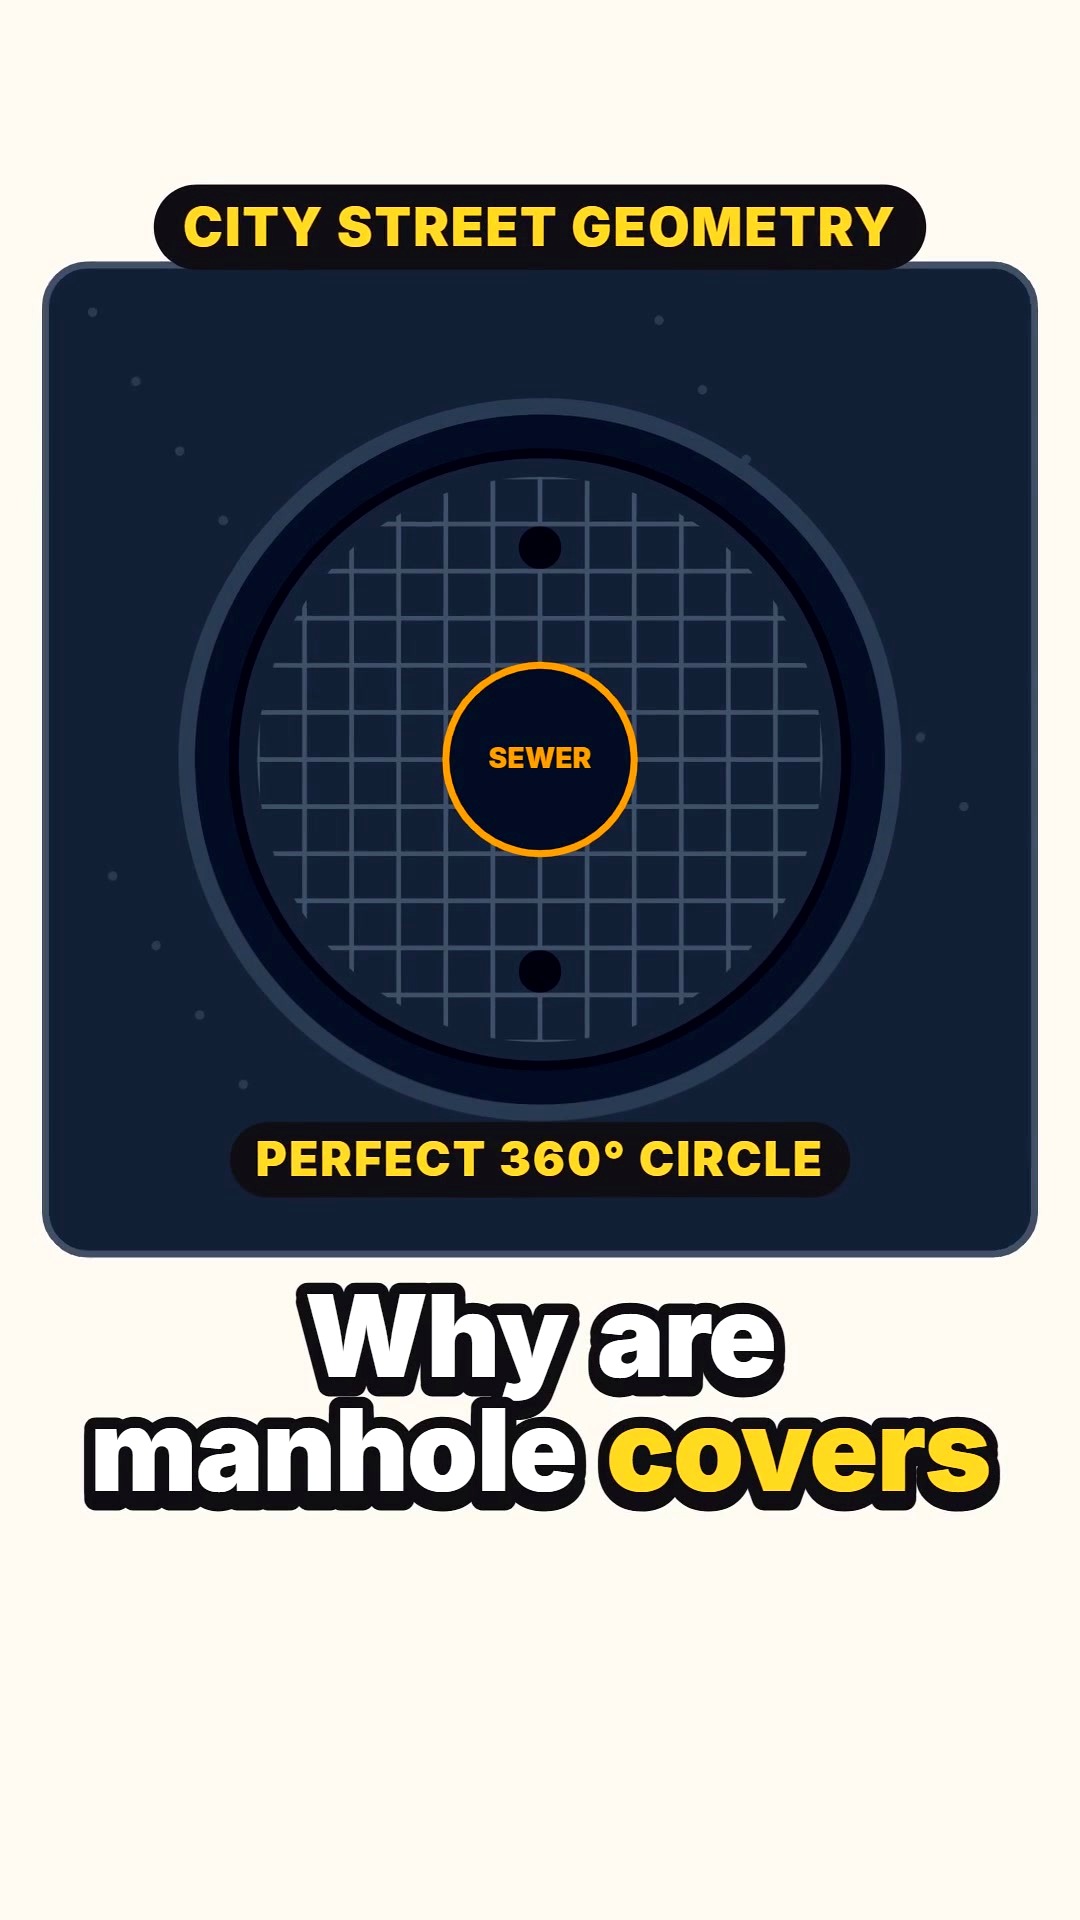 CITY STREET GEOMETRY
SEWER
PERFECT 360° CIRCLE
Why are
manhole covers